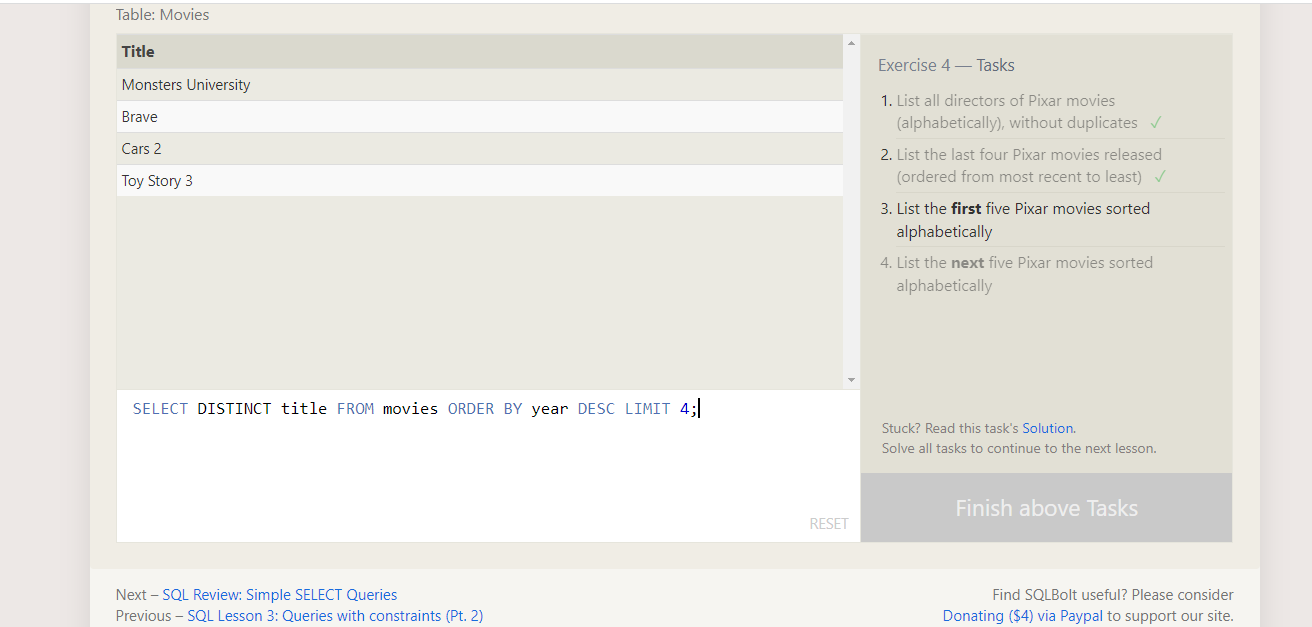 Table: Movies
Title
Monsters University
Brave
Cars 2
Toy Story 3
SELECT DISTINCT title FROM movies ORDER BY year DESC LIMIT 4;
RESET
Exercise 4 — Tasks
1. List all directors of Pixar movies
(alphabetically), without duplicates ✓
2. List the last four Pixar movies released
(ordered from most recent to least) ✓
3. List the first five Pixar movies sorted
alphabetically
4. List the next five Pixar movies sorted
alphabetically
Stuck? Read this task's Solution.
Solve all tasks to continue to the next lesson.
Finish above Tasks
Next – SQL Review: Simple SELECT Queries
Previous – SQL Lesson 3: Queries with constraints (Pt. 2)
Find SQLBolt useful? Please consider
Donating ($4) via Paypal to support our site.